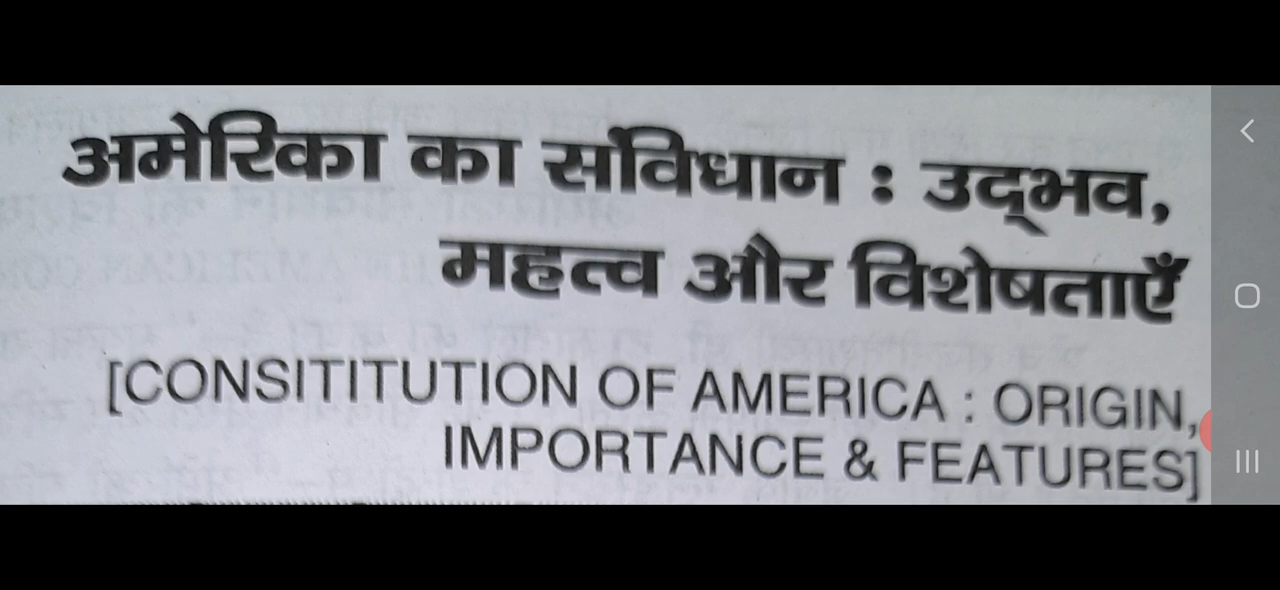 अमेरिका का संविधान : उद्‌भव,
महत्व और विशेषताएँ
[CONSITITUTION OF AMERICA : ORIGIN,
IMPORTANCE & FEATURES]